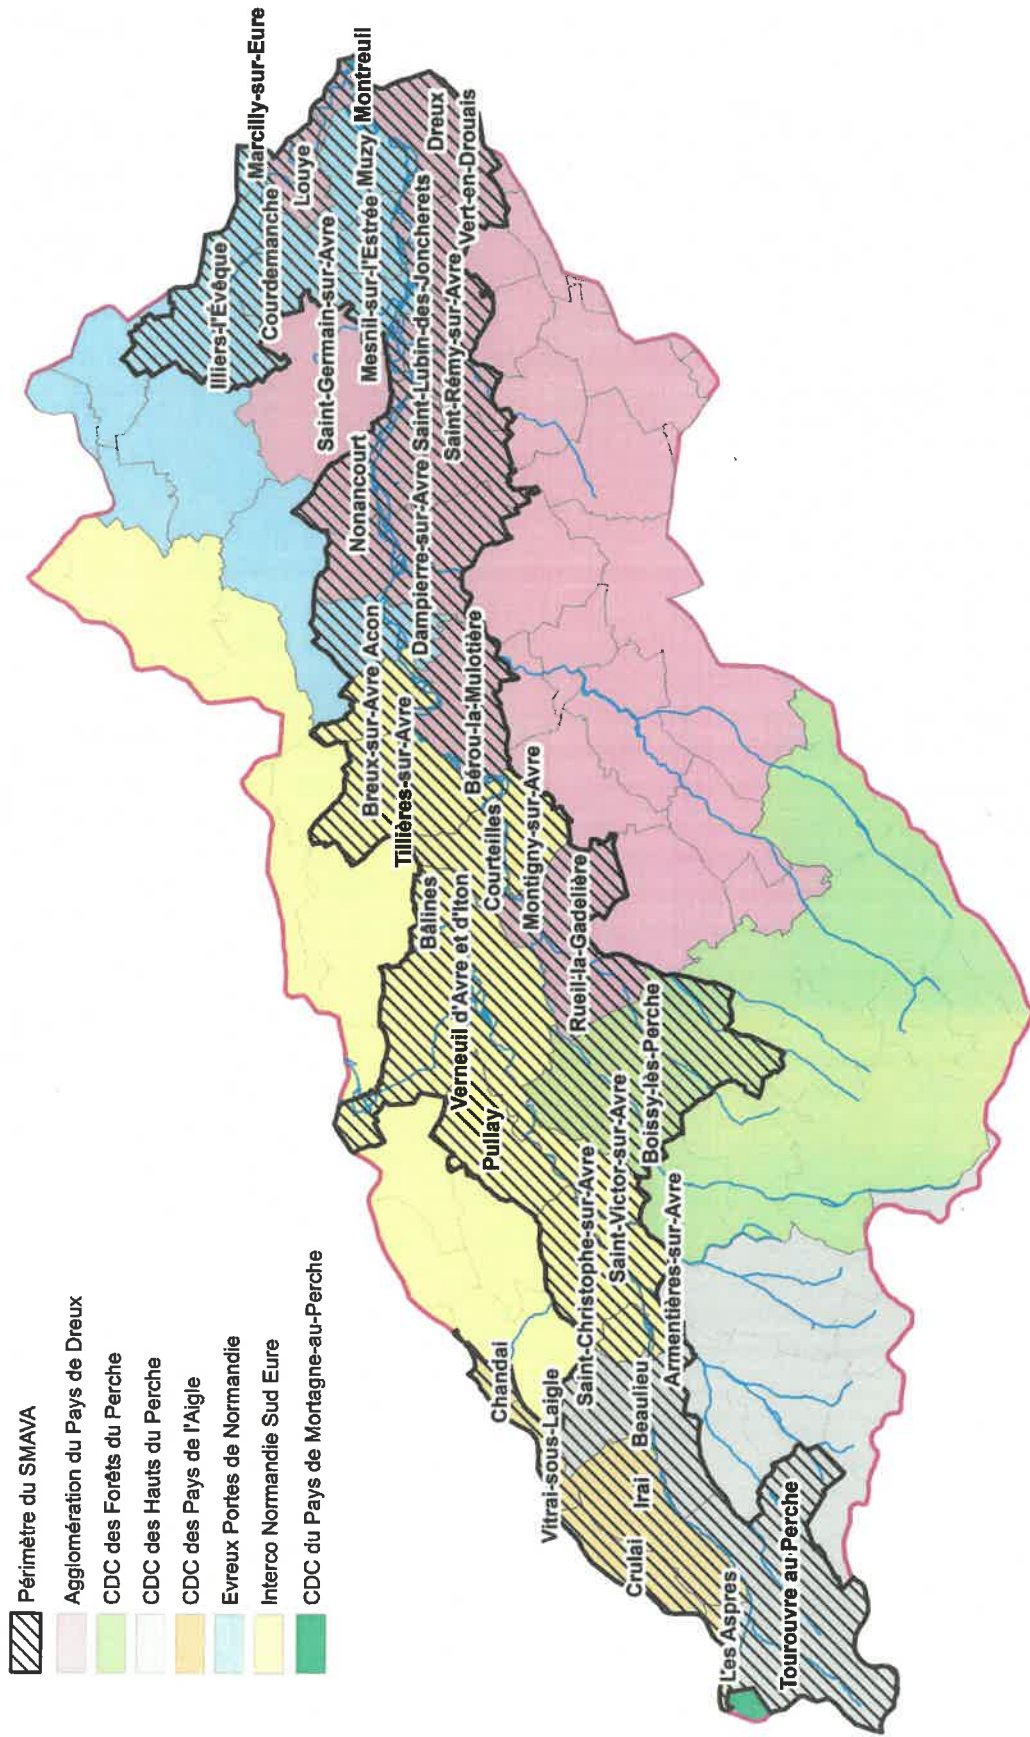 Périmètre du SMAVA
Agglomération du Pays de Dreux
CDC des Forêts du Perche
CDC des Hauts du Perche
CDC des Pays de l'Aigle
Evreux Portes de Normandie
Interco Normandie Sud Eure
CDC du Pays de Mortagne-au-Perche
Illiers-l'Évêque
Courdemanche
Marcilly-sur-Eure
Louye
Saint-Germain-sur-Avre
Mesnil-sur-l'Estrée
Muzy
Montreuil
Nonancourt
Acon
Breux-sur-Avre
Dampierre-sur-Avre
Saint-Lubin-des-Joncherets
Dreux
Saint-Rémy-sur-Avre
Vert-en-Drouais
Tillières-sur-Avre
Bérou-la-Mulotière
Bâlines
Courteilles
Montigny-sur-Avre
Verneuil d'Avre et d'Iton
Pullay
Rueil-la-Gadelière
Boissy-lès-Perche
Saint-Victor-sur-Avre
Saint-Christophe-sur-Avre
Armentières-sur-Avre
Chandai
Vitrai-sous-Laigle
Beaulieu
Irai
Crulai
Les Aspres
Tourouvre au Perche